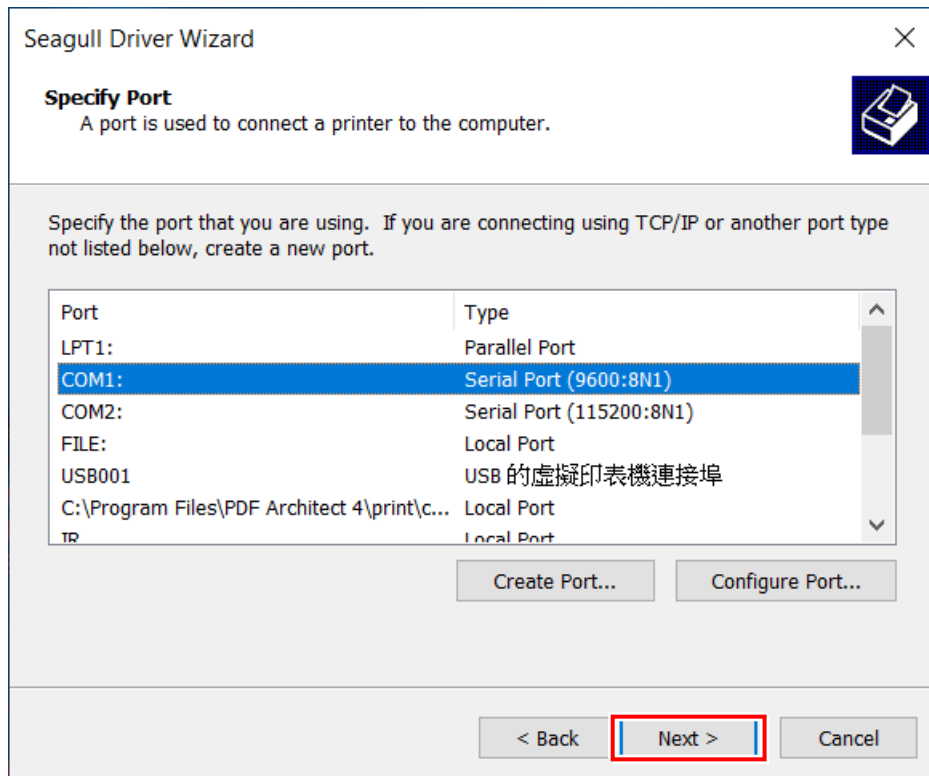 Seagull Driver Wizard
Specify Port
A port is used to connect a printer to the computer.
Specify the port that you are using.  If you are connecting using TCP/IP or another port type
not listed below, create a new port.
Port Type
LPT1: Parallel Port
COM1: Serial Port (9600:8N1)
COM2: Serial Port (115200:8N1)
FILE: Local Port
USB001 USB 的虛擬印表機連接埠
C:\Program Files\PDF Architect 4\print\c... Local Port
IR Local Port
Create Port... Configure Port...
< Back Next > Cancel